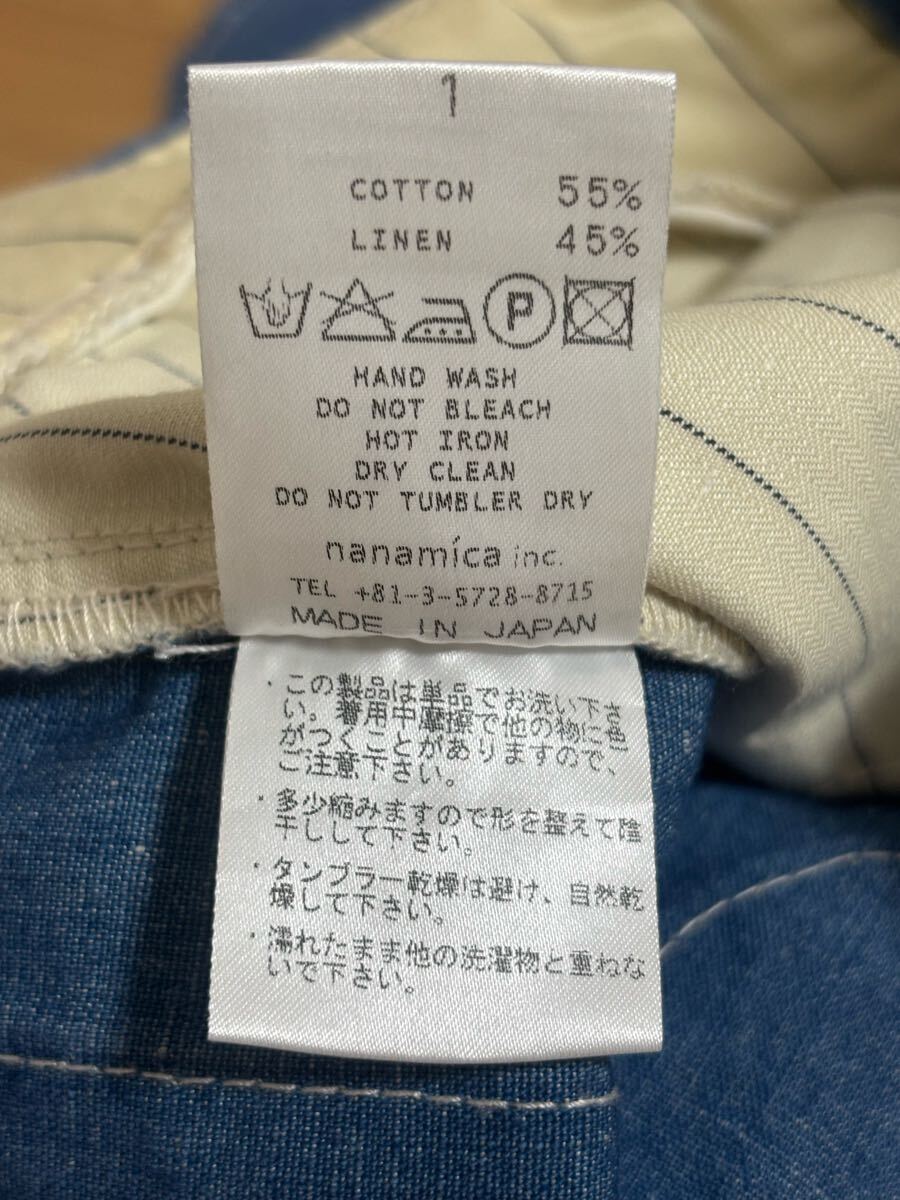 1
COTTON 55%
LINEN 45%
P
HAND WASH
DO NOT BLEACH
HOT IRON
DRY CLEAN
DO NOT TUMBLER DRY
nanamica inc.
TEL +81-3-5728-8715
MADE IN JAPAN
・この製品は単品でお洗い下さ
い。着用中摩擦で他の物に色
がつくことがありますので、
ご注意下さい。
・多少縮みますので形を整えて陰
干しして下さい。
・タンブラー乾燥は避け、自然乾
燥して下さい。
・濡れたまま他の洗濯物と重ねな
いで下さい。